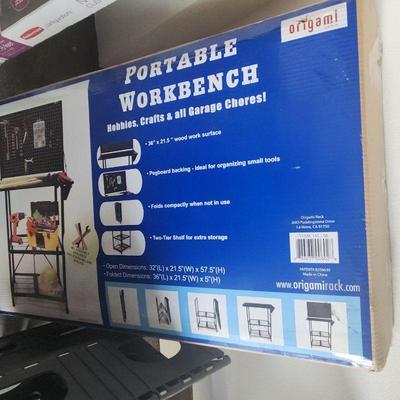 origami
PORTABLE
WORKBENCH
Hobbies, Crafts & all Garage Chores!
• 36" x 21.5" wood work surface
• Pegboard backing - Ideal for organizing small tools
• Folds compactly when not in use
• Two-Tier Shelf for extra storage
• Open Dimensions: 32"(L) x 21.5"(W) x 57.5"(H)
• Folded Dimensions: 36"(L) x 21.5"(W) x 5"(H)
Origami Rack
La Verne, CA 91750
Made in China
www.origamirack.com